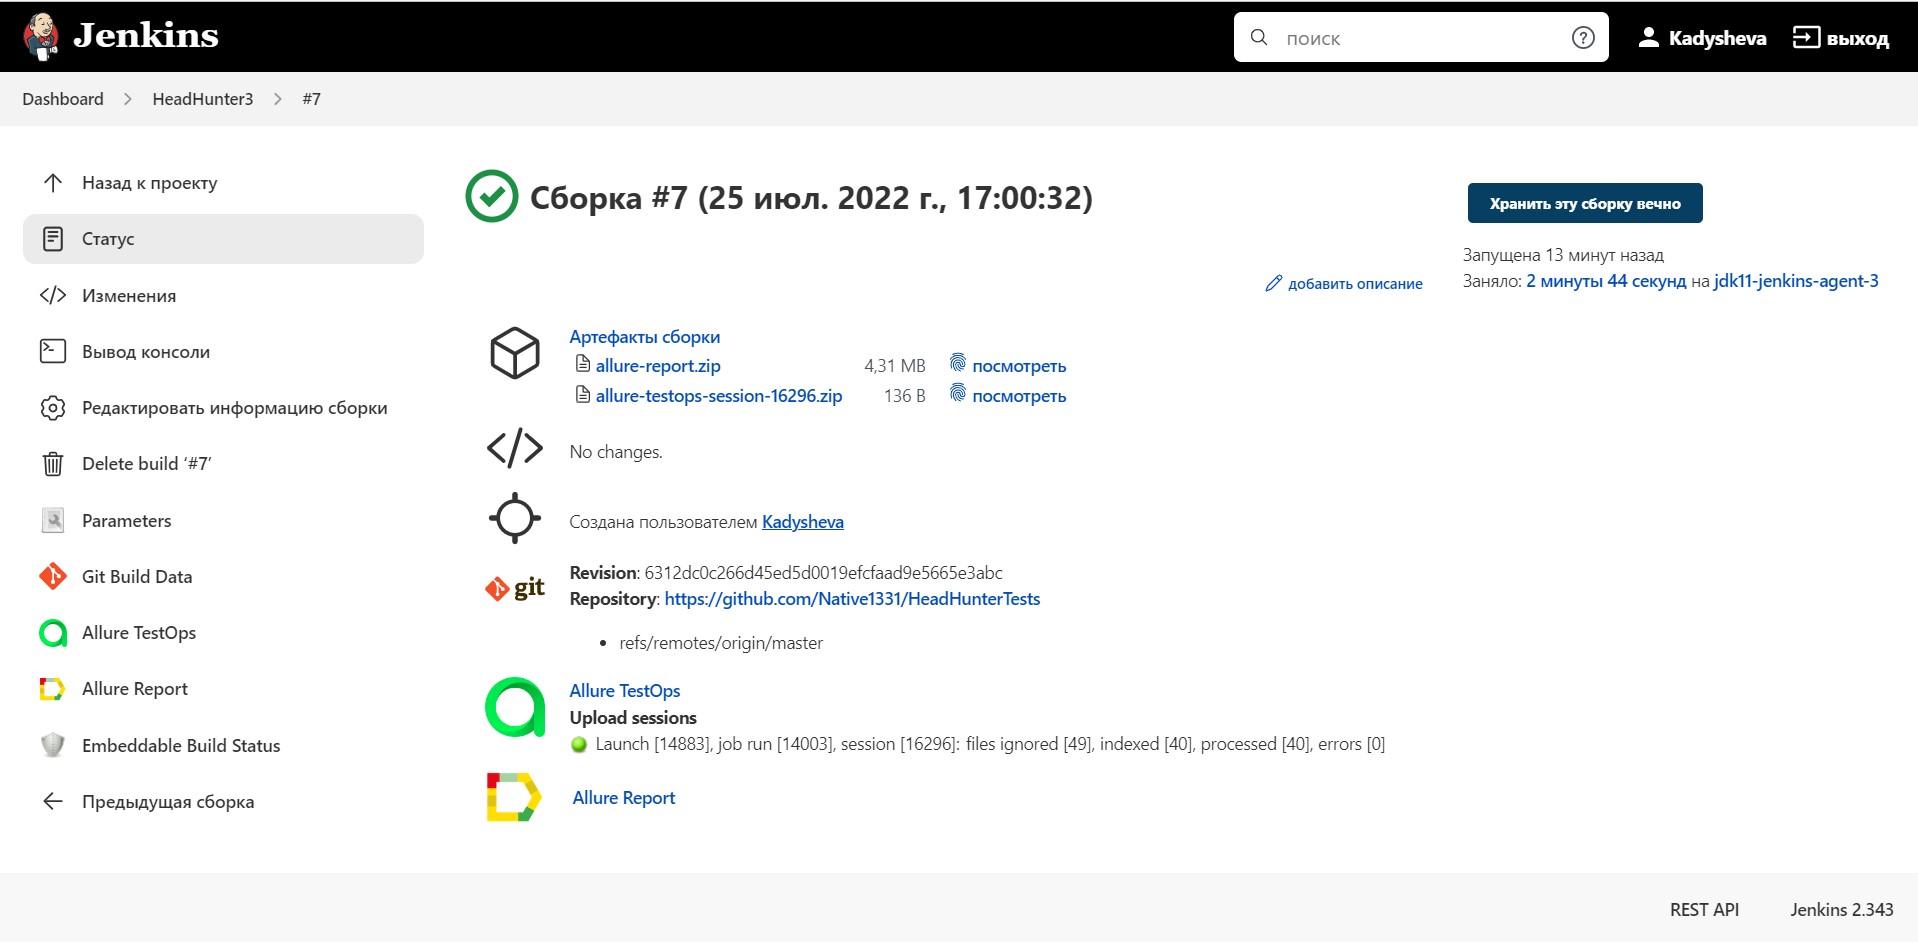 Jenkins
поиск
Kadysheva
выход
Dashboard > HeadHunter3 > #7
Назад к проекту
Статус
Изменения
Вывод консоли
Редактировать информацию сборки
Delete build ‘#7’
Parameters
Git Build Data
Allure TestOps
Allure Report
Embeddable Build Status
Предыдущая сборка
Сборка #7 (25 июл. 2022 г., 17:00:32)
Хранить эту сборку вечно
Запущена 13 минут назад
Заняло: 2 минуты 44 секунд на jdk11-jenkins-agent-3
добавить описание
Артефакты сборки
allure-report.zip 4,31 MB посмотреть
allure-testops-session-16296.zip 136 B посмотреть
No changes.
Создана пользователем Kadysheva
git
Revision: 6312dc0c266d45ed5d0019efcfaad9e5665e3abc
Repository: https://github.com/Native1331/HeadHunterTests
• refs/remotes/origin/master
Allure TestOps
Upload sessions
Launch [14883], job run [14003], session [16296]: files ignored [49], indexed [40], processed [40], errors [0]
Allure Report
REST API
Jenkins 2.343